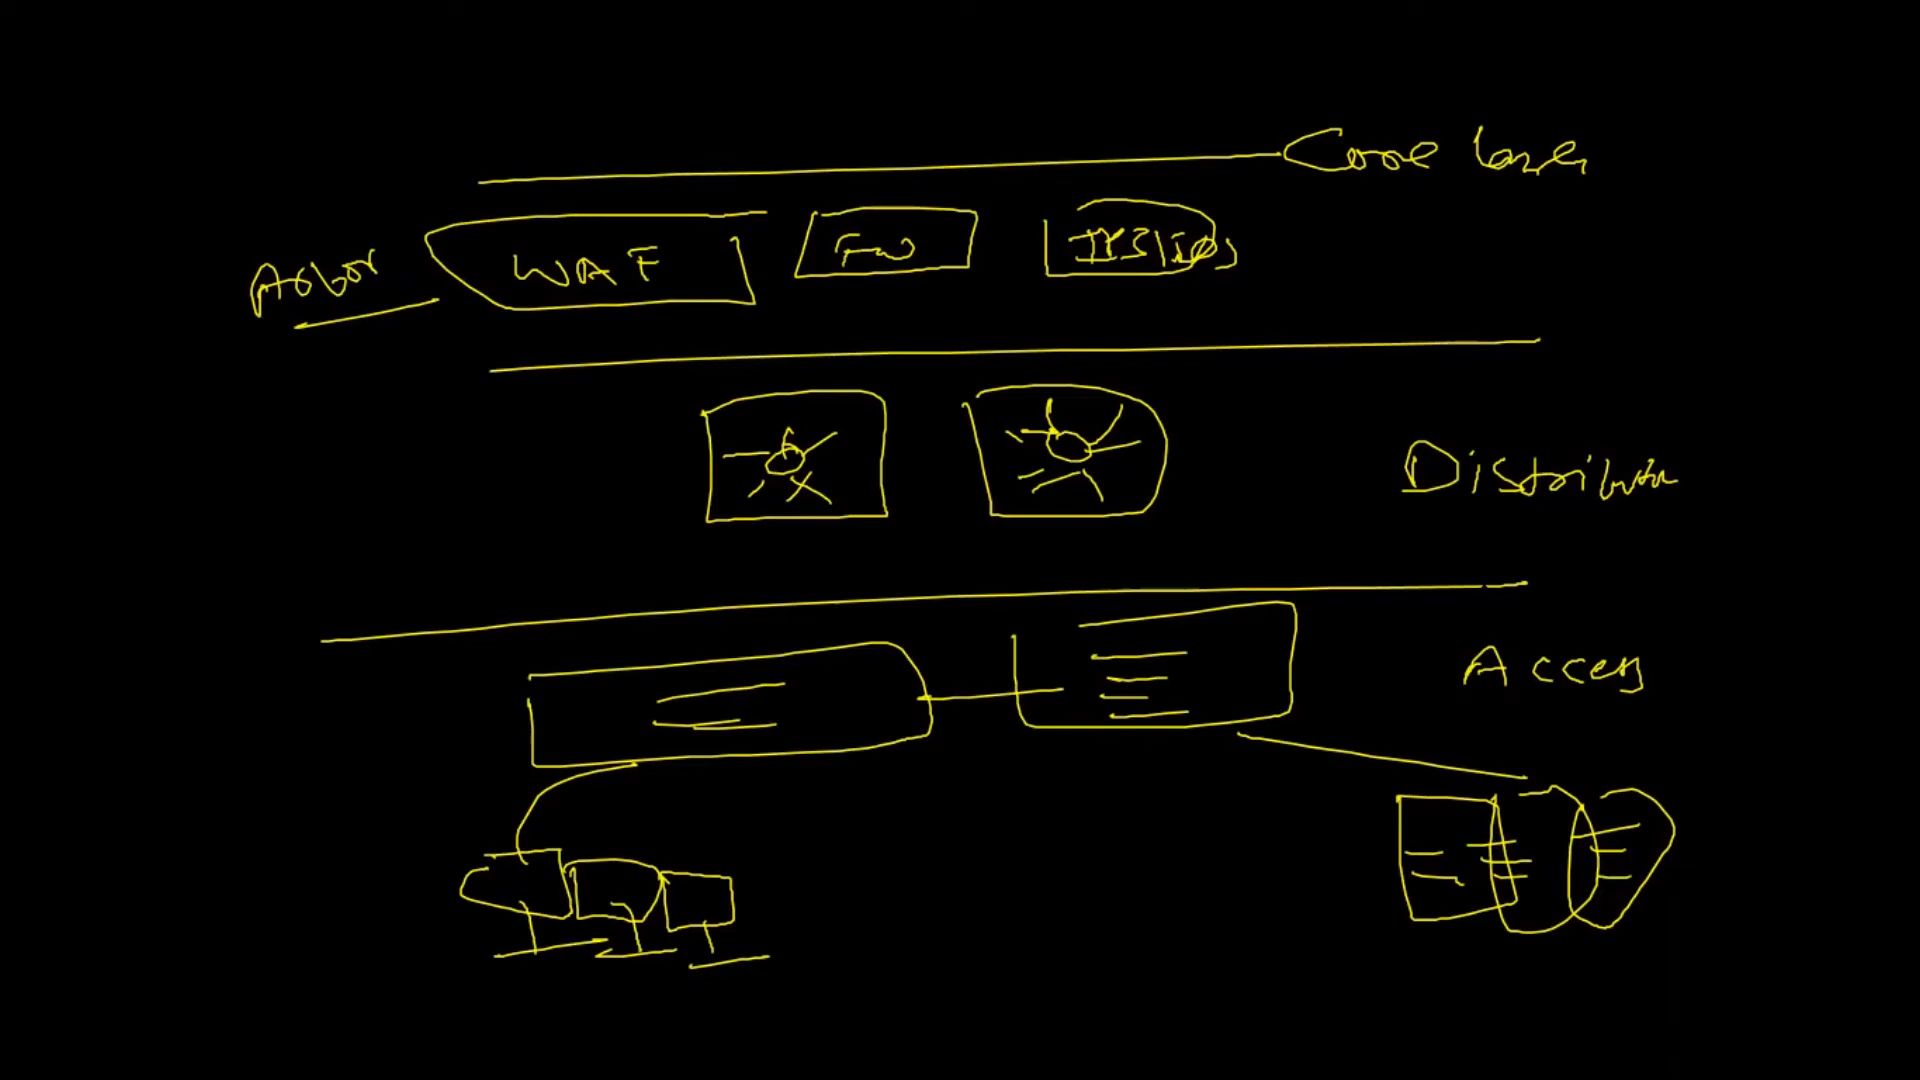 Core layer
Arbor
WAF
FW
IPS/IDS
Distribution
Access